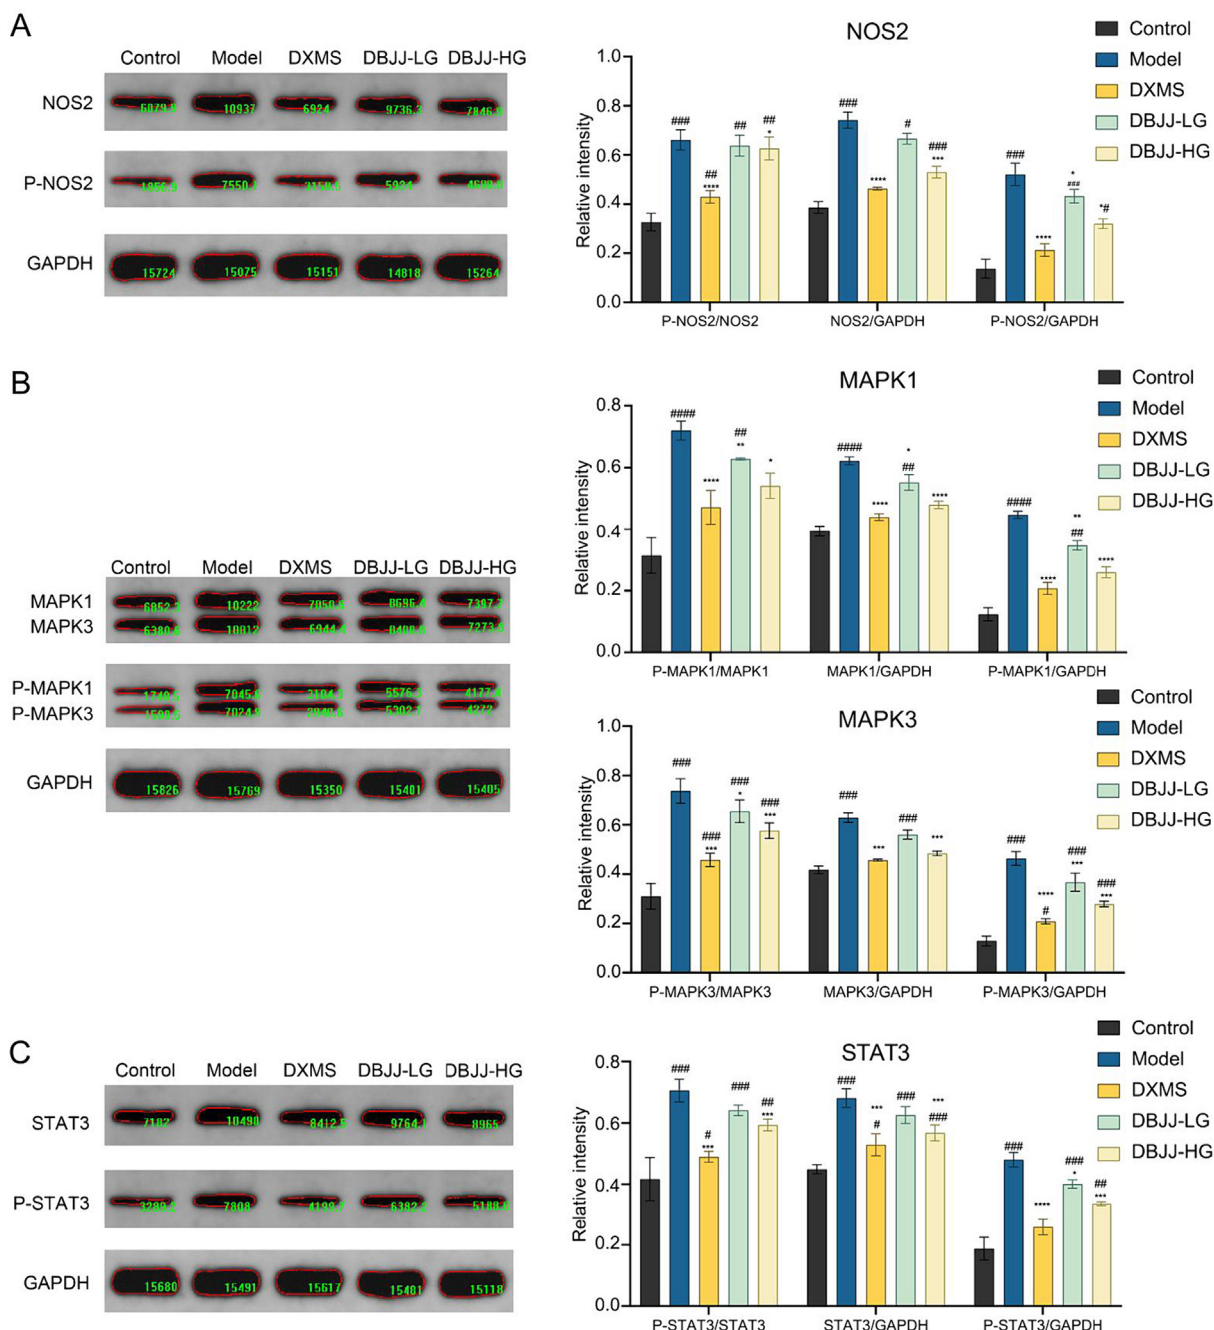 A
Control Model DXMS DBJJ-LG DBJJ-HG
NOS2
10937 6924 9736.2
P-NOS2
5924
GAPDH
15724 15075 15151 14818 15264
NOS2
Relative intensity
1.0
0.8
0.6
0.4
0.2
0.0
### ## **** ## ## *
### **** # ### ***
### **** * ### *#
P-NOS2/NOS2 NOS2/GAPDH P-NOS2/GAPDH
Control
Model
DXMS
DBJJ-LG
DBJJ-HG
B
Control Model DXMS DBJJ-LG DBJJ-HG
MAPK1
10222
MAPK3
10012
P-MAPK1
P-MAPK3
GAPDH
15826 15769 15350 15401 15405
MAPK1
Relative intensity
0.8
0.6
0.4
0.2
0.0
#### **** ## ** *
#### **** * ## ****
#### **** ** ## ****
P-MAPK1/MAPK1 MAPK1/GAPDH P-MAPK1/GAPDH
Control
Model
DXMS
DBJJ-LG
DBJJ-HG
MAPK3
Relative intensity
1.0
0.8
0.6
0.4
0.2
0.0
### ### *** ### * ### ***
### *** ### ***
### **** # ### *** ### ***
P-MAPK3/MAPK3 MAPK3/GAPDH P-MAPK3/GAPDH
Control
Model
DXMS
DBJJ-LG
DBJJ-HG
C
Control Model DXMS DBJJ-LG DBJJ-HG
STAT3
7102 10490 8965
P-STAT3
7808
GAPDH
15680 15491 15617 15481 15118
STAT3
Relative intensity
0.8
0.6
0.4
0.2
0.0
### # *** ### ## ***
### *** # ### *** ###
### **** ### * ## ***
P-STAT3/STAT3 STAT3/GAPDH P-STAT3/GAPDH
Control
Model
DXMS
DBJJ-LG
DBJJ-HG